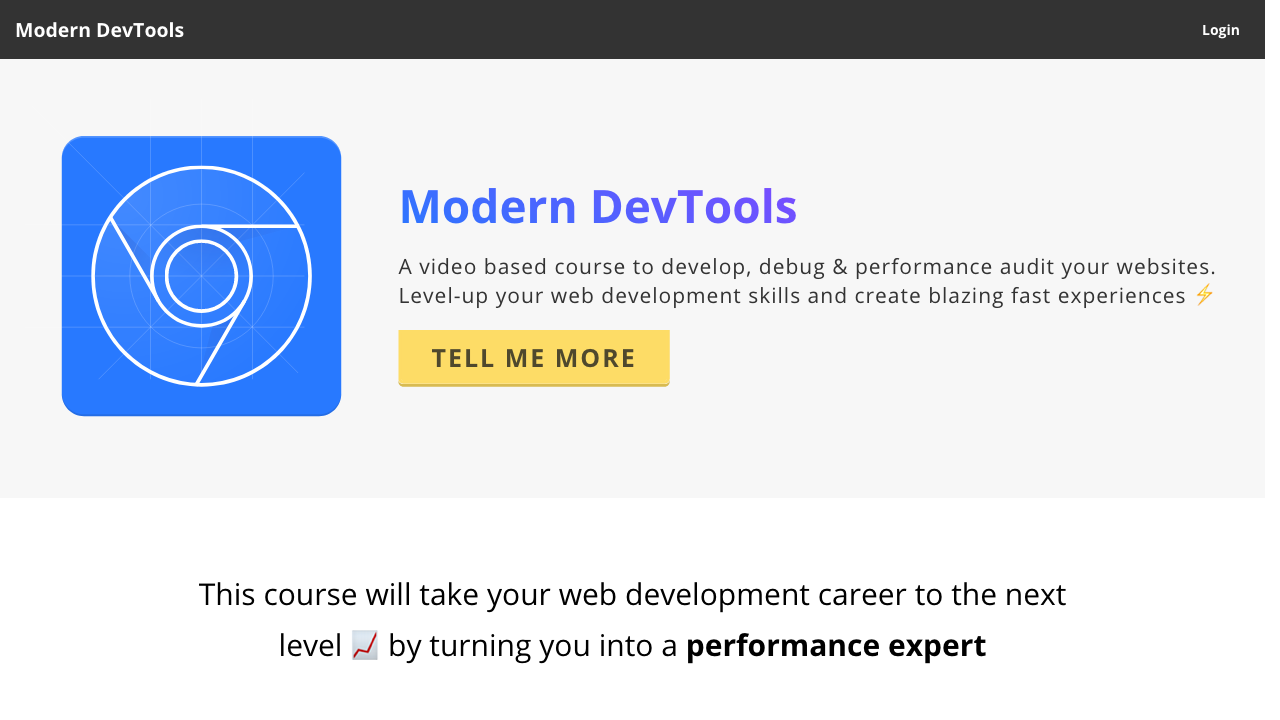 Modern DevTools
Login
Modern DevTools
A video based course to develop, debug & performance audit your websites.
Level-up your web development skills and create blazing fast experiences ⚡
TELL ME MORE
This course will take your web development career to the next
level 📈 by turning you into a performance expert